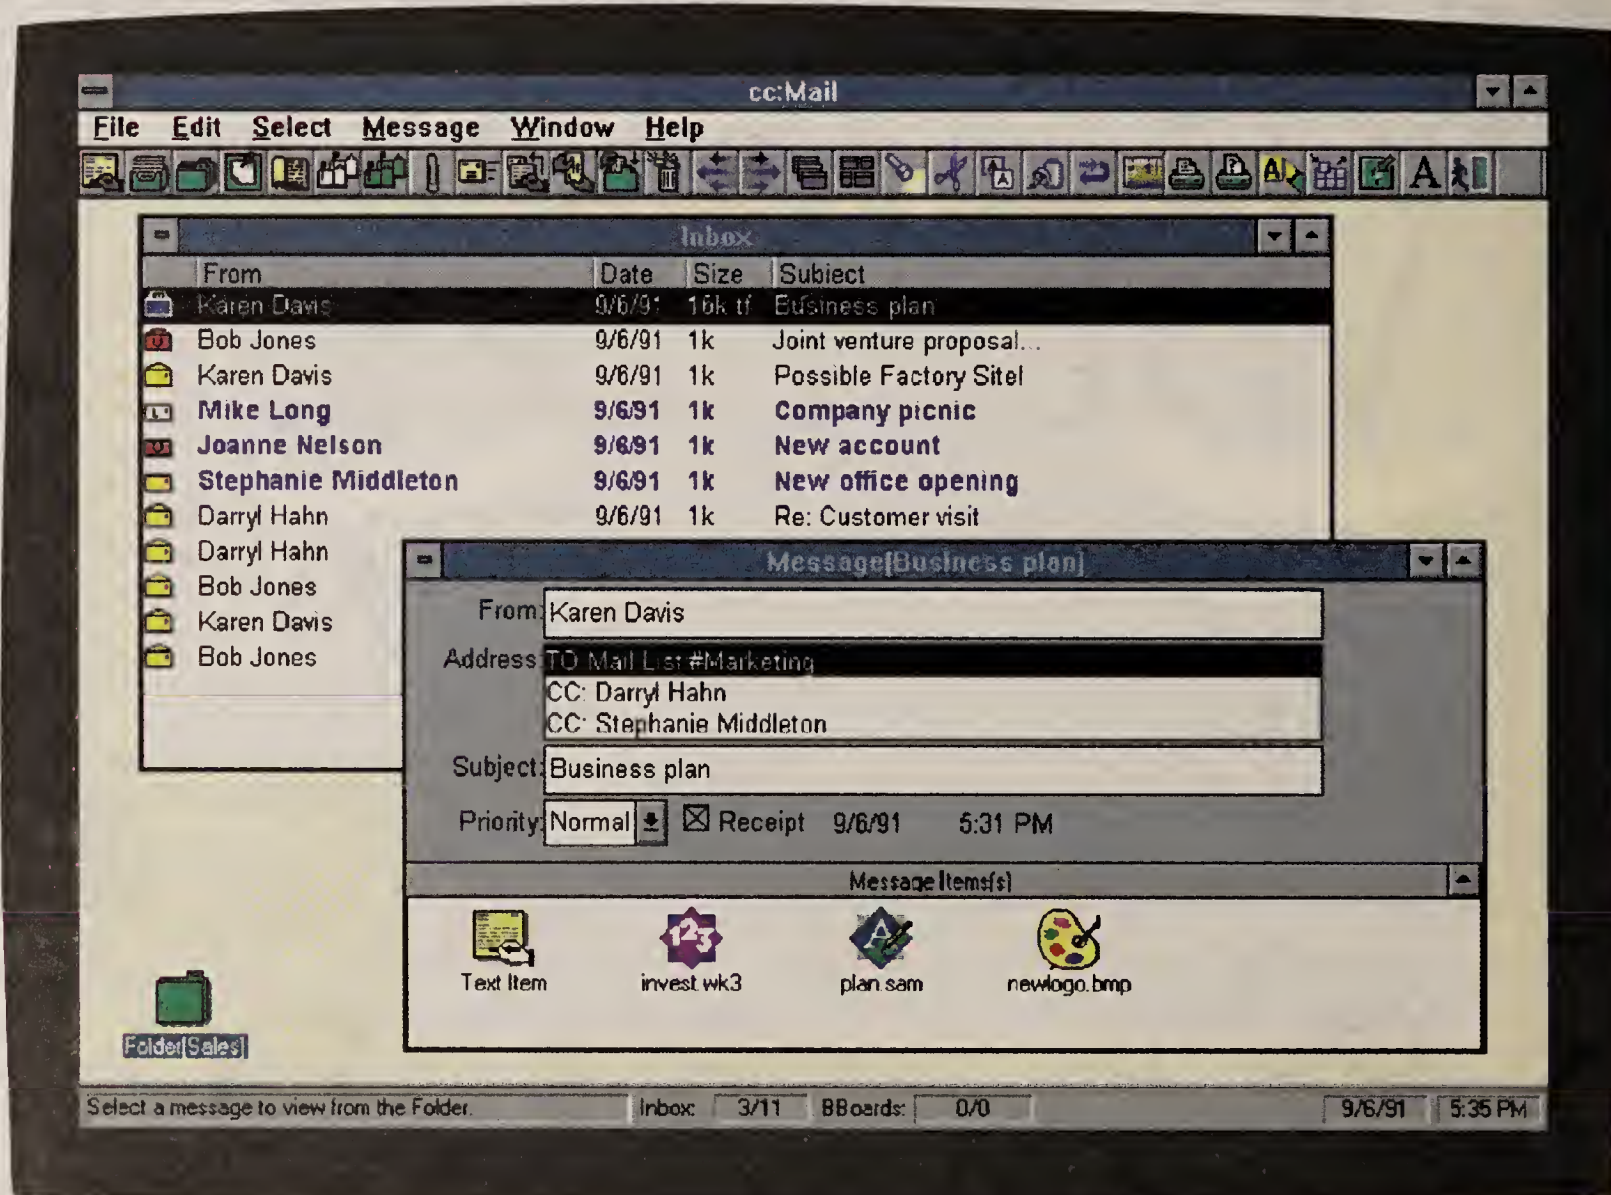 cc:Mail
File Edit Select Message Window Help
Inbox
From Date Size Subject
Karen Davis 9/6/91 16k tf Business plan
Bob Jones 9/6/91 1k Joint venture proposal...
Karen Davis 9/6/91 1k Possible Factory Site!
Mike Long 9/6/91 1k Company picnic
Joanne Nelson 9/6/91 1k New account
Stephanie Middleton 9/6/91 1k New office opening
Darryl Hahn 9/6/91 1k Re: Customer visit
Darryl Hahn
Bob Jones
Karen Davis
Bob Jones
Message[Business plan]
From: Karen Davis
Address: TO Mail List #Marketing
CC: Darryl Hahn
CC: Stephanie Middleton
Subject: Business plan
Priority: Normal Receipt 9/6/91 5:31 PM
Message Items(s)
Text Item invest.wk3 plan.sam newlogo.bmp
Folder[Sales]
Select a message to view from the Folder. Inbox: 3/11 BBoards: 0/0 9/6/91 5:35 PM